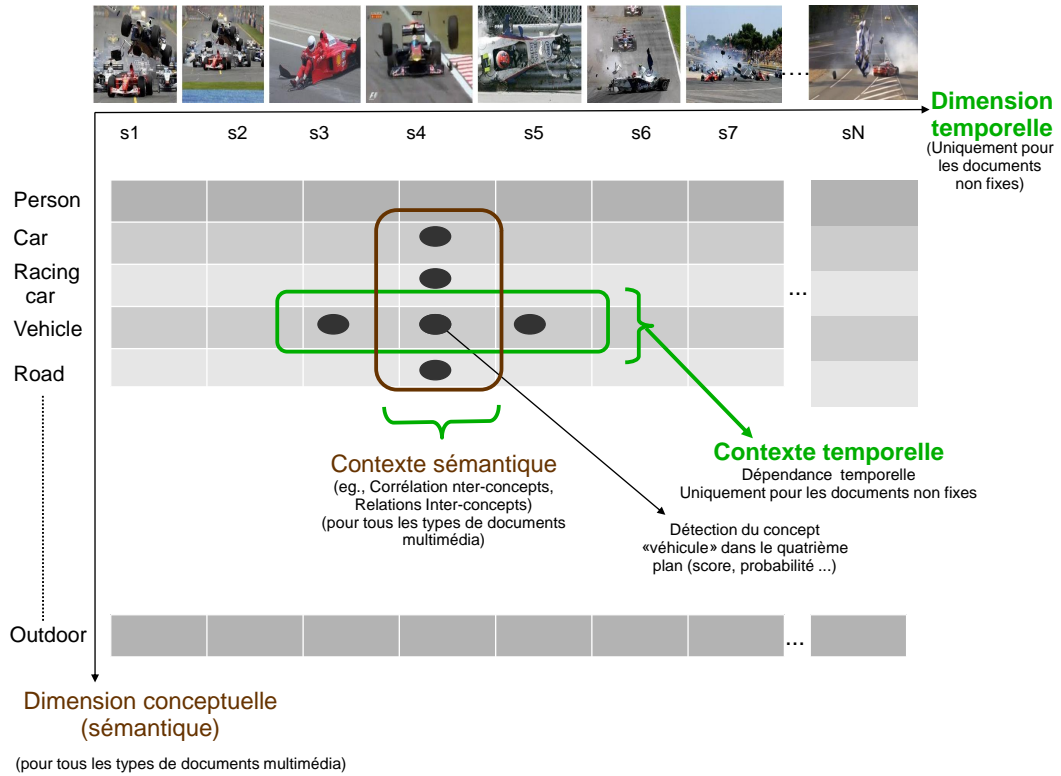 ...
Dimension
temporelle
(Uniquement pour
les documents
non fixes)
s1 s2 s3 s4 s5 s6 s7 sN
Person
Car
Racing
car
...
Vehicle
Road
Contexte sémantique
(eg., Corrélation nter-concepts,
Relations Inter-concepts)
(pour tous les types de documents
multimédia)
Contexte temporelle
Dépendance temporelle
Uniquement pour les documents non fixes
Détection du concept
«véhicule» dans le quatrième
plan (score, probabilité ...)
Outdoor
...
Dimension conceptuelle
(sémantique)
(pour tous les types de documents multimédia)